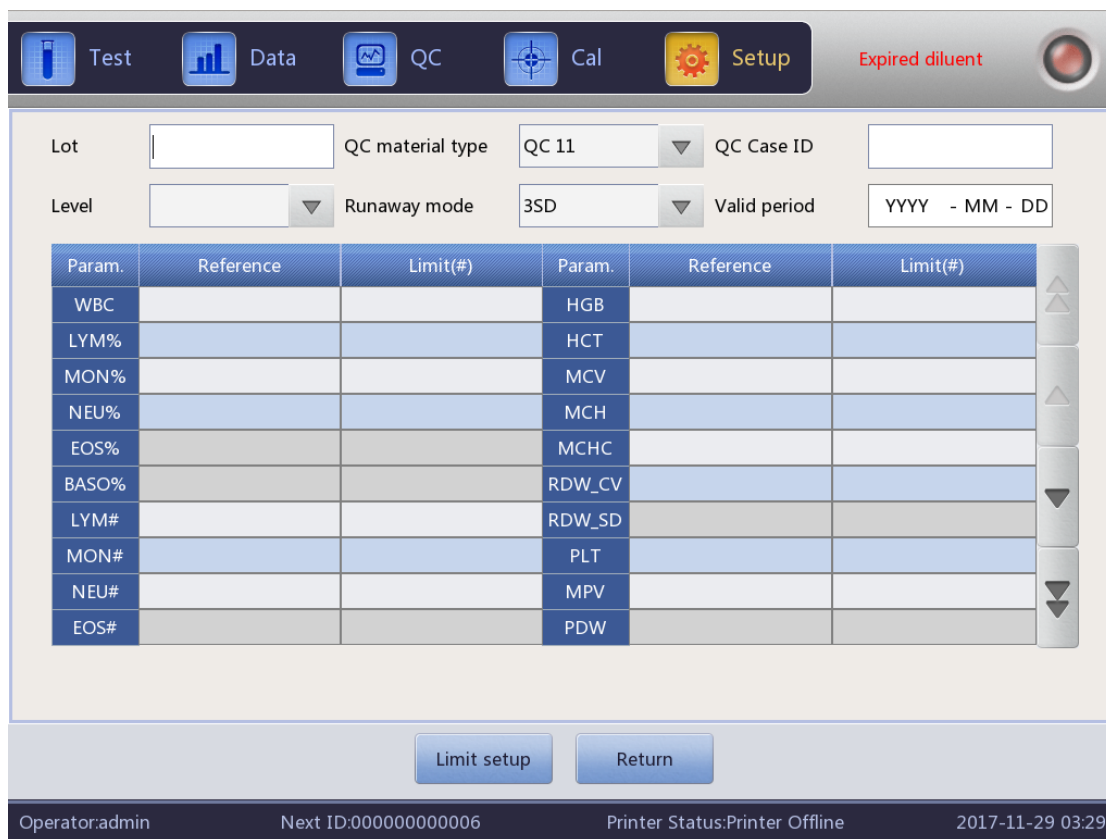 Test Data QC Cal Setup Expired diluent
Lot QC material type QC 11 QC Case ID
Level Runaway mode 3SD Valid period YYYY - MM - DD
Param. Reference Limit(#) Param. Reference Limit(#)
WBC HGB
LYM% HCT
MON% MCV
NEU% MCH
EOS% MCHC
BASO% RDW_CV
LYM# RDW_SD
MON# PLT
NEU# MPV
EOS# PDW
Limit setup Return
Operator:admin Next ID:000000000006 Printer Status:Printer Offline 2017-11-29 03:29